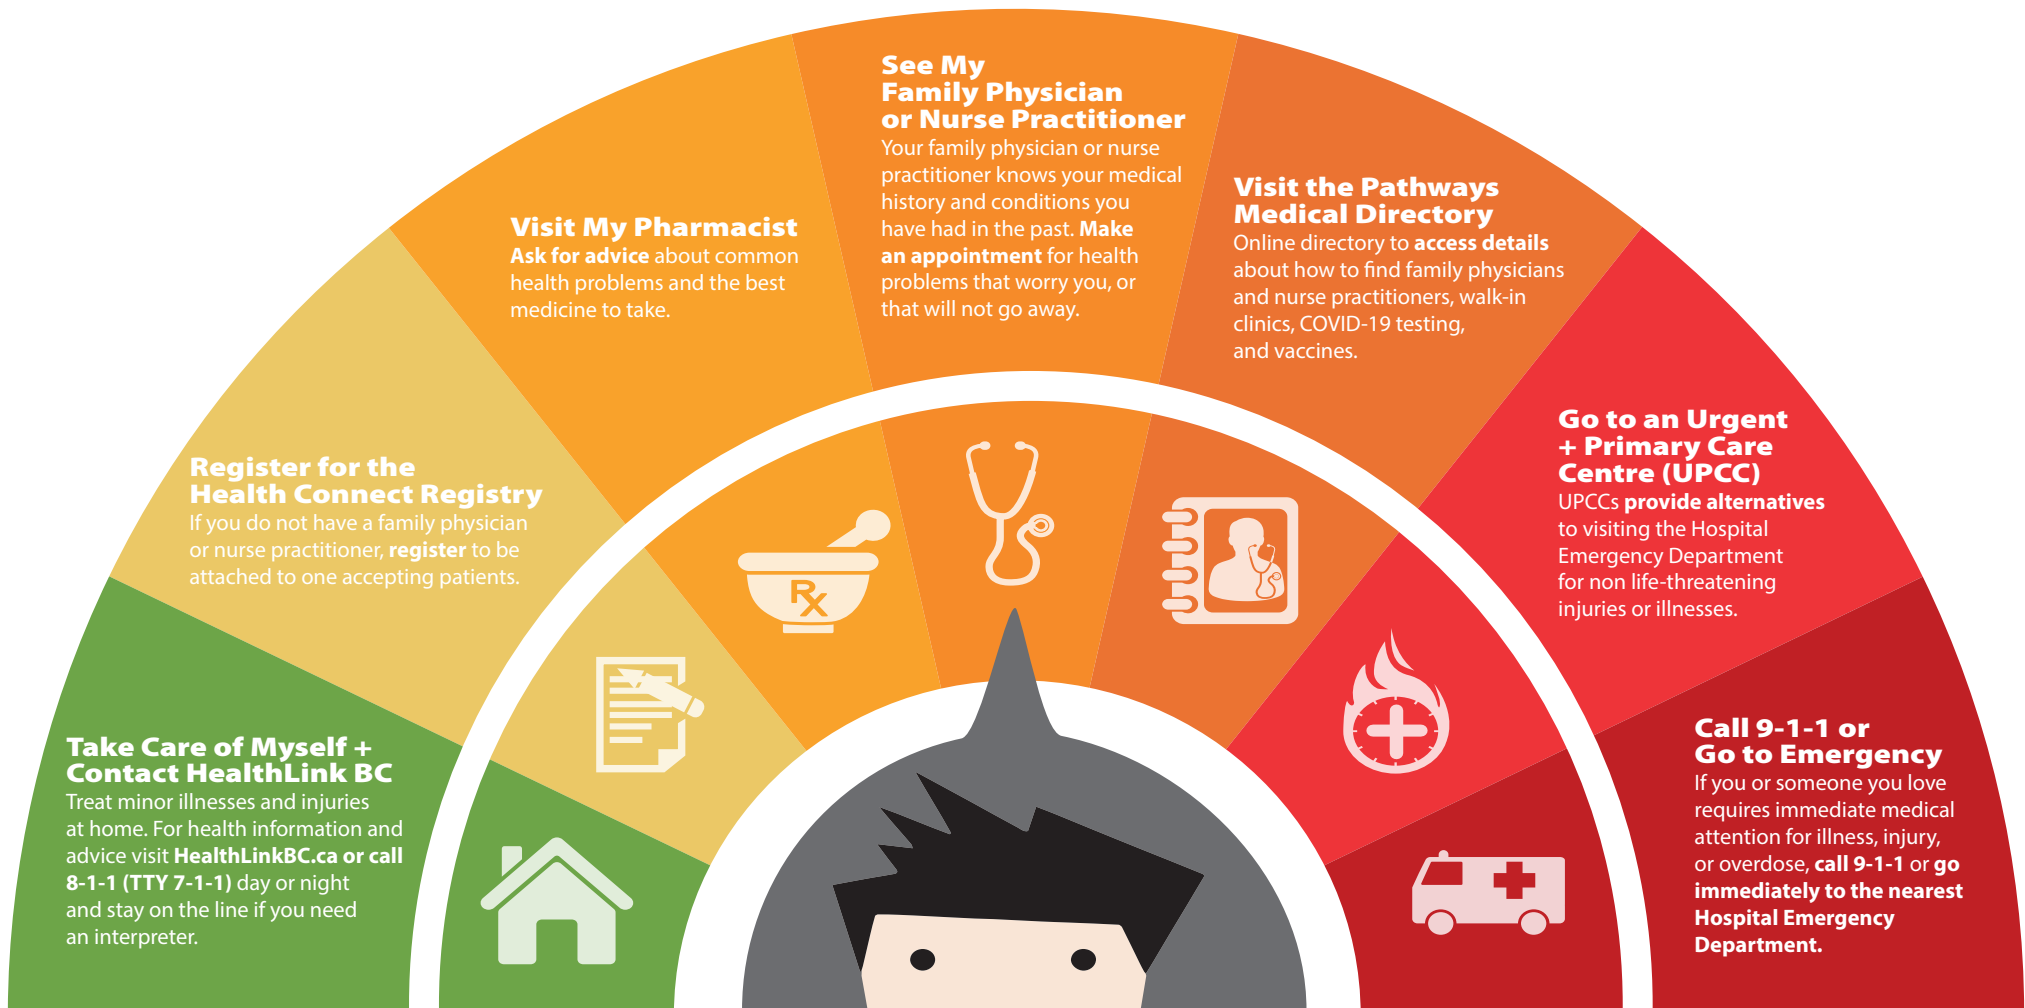 Take Care of Myself +
Contact HealthLink BC
Treat minor illnesses and injuries
at home. For health information and
advice visit HealthLinkBC.ca or call
8-1-1 (TTY 7-1-1) day or night
and stay on the line if you need
an interpreter.
Register for the
Health Connect Registry
If you do not have a family physician
or nurse practitioner, register to be
attached to one accepting patients.
Visit My Pharmacist
Ask for advice about common
health problems and the best
medicine to take.
See My
Family Physician
or Nurse Practitioner
Your family physician or nurse
practitioner knows your medical
history and conditions you
have had in the past. Make
an appointment for health
problems that worry you, or
that will not go away.
Visit the Pathways
Medical Directory
Online directory to access details
about how to find family physicians
and nurse practitioners, walk-in
clinics, COVID-19 testing,
and vaccines.
Go to an Urgent
+ Primary Care
Centre (UPCC)
UPCCs provide alternatives
to visiting the Hospital
Emergency Department
for non life-threatening
injuries or illnesses.
Call 9-1-1 or
Go to Emergency
If you or someone you love
requires immediate medical
attention for illness, injury,
or overdose, call 9-1-1 or go
immediately to the nearest
Hospital Emergency
Department.
Rx